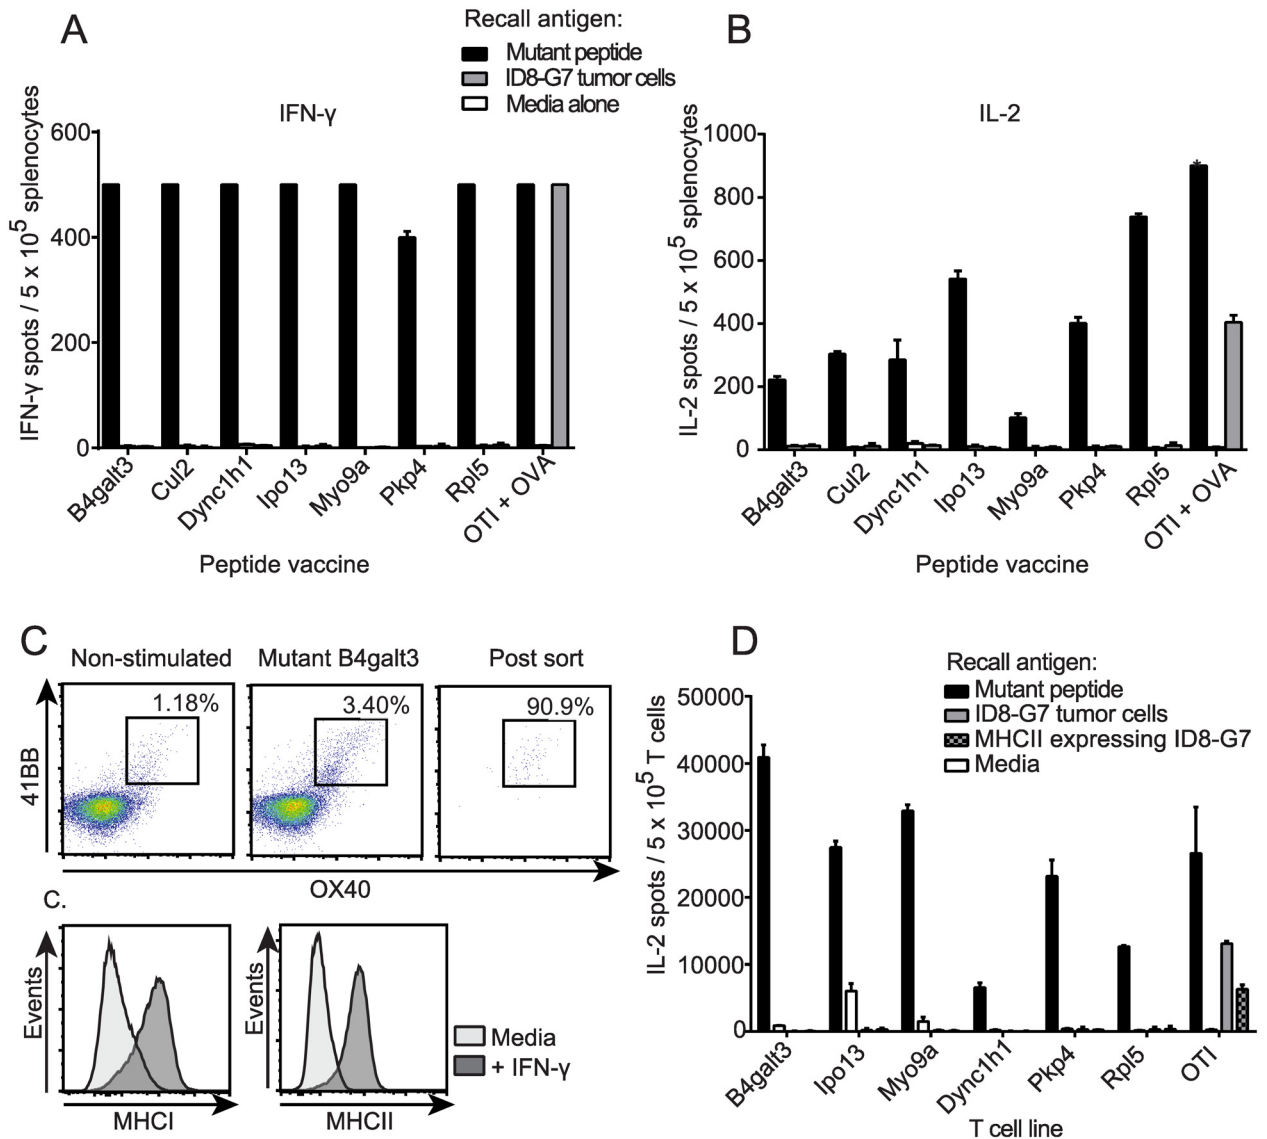 A
Recall antigen:
Mutant peptide
ID8-G7 tumor cells
Media alone
IFN-γ
IFN-γ spots / 5 x 10^5 splenocytes
600
400
200
0
B4galt3
Cul2
Dync1h1
Ipo13
Myo9a
Pkp4
Rpl5
OTI + OVA
Peptide vaccine
B
IL-2
IL-2 spots / 5 x 10^5 splenocytes
1000
800
600
400
200
0
*
B4galt3
Cul2
Dync1h1
Ipo13
Myo9a
Pkp4
Rpl5
OTI + OVA
Peptide vaccine
C
Non-stimulated
Mutant B4galt3
Post sort
1.18%
3.40%
90.9%
41BB
OX40
c.
Events
MHCI
Events
MHCII
Media
+ IFN-γ
D
Recall antigen:
Mutant peptide
ID8-G7 tumor cells
MHCII expressing ID8-G7
Media
IL-2 spots / 5 x 10^5 T cells
50000
40000
30000
20000
10000
0
B4galt3
Ipo13
Myo9a
Dync1h1
Pkp4
Rpl5
OTI
T cell line